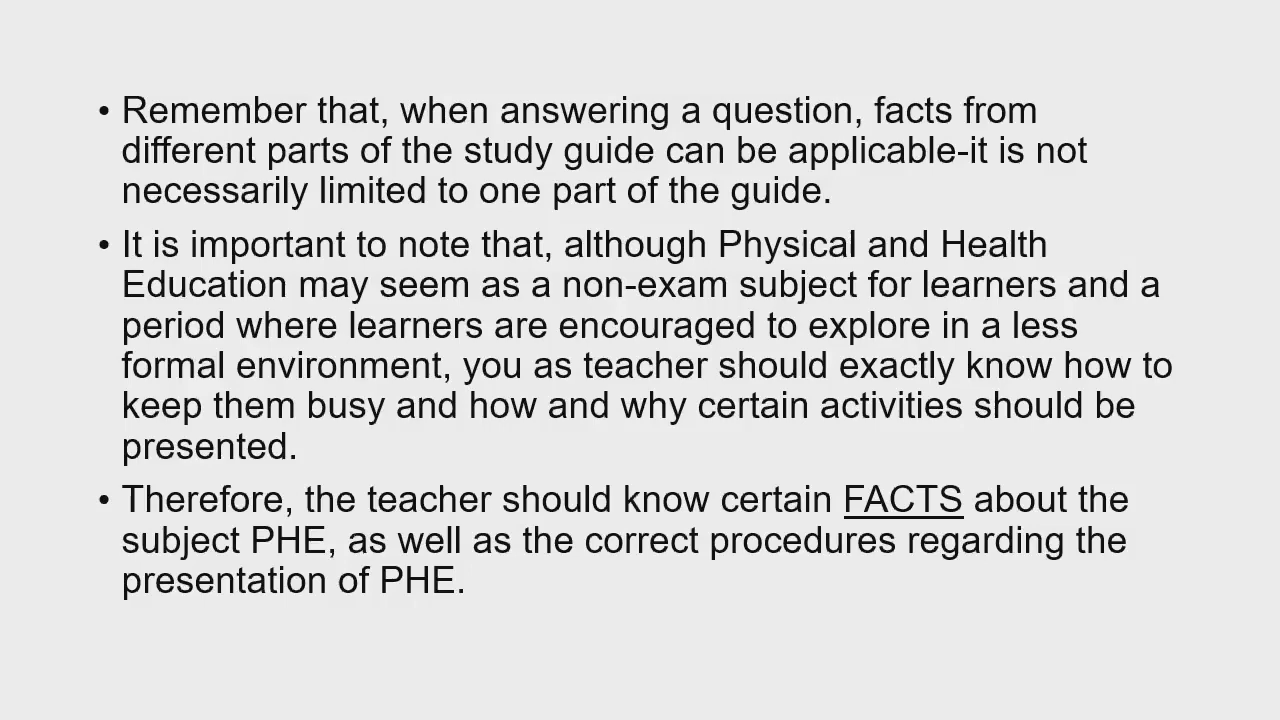 • Remember that, when answering a question, facts from
different parts of the study guide can be applicable-it is not
necessarily limited to one part of the guide.
• It is important to note that, although Physical and Health
Education may seem as a non-exam subject for learners and a
period where learners are encouraged to explore in a less
formal environment, you as teacher should exactly know how to
keep them busy and how and why certain activities should be
presented.
• Therefore, the teacher should know certain FACTS about the
subject PHE, as well as the correct procedures regarding the
presentation of PHE.